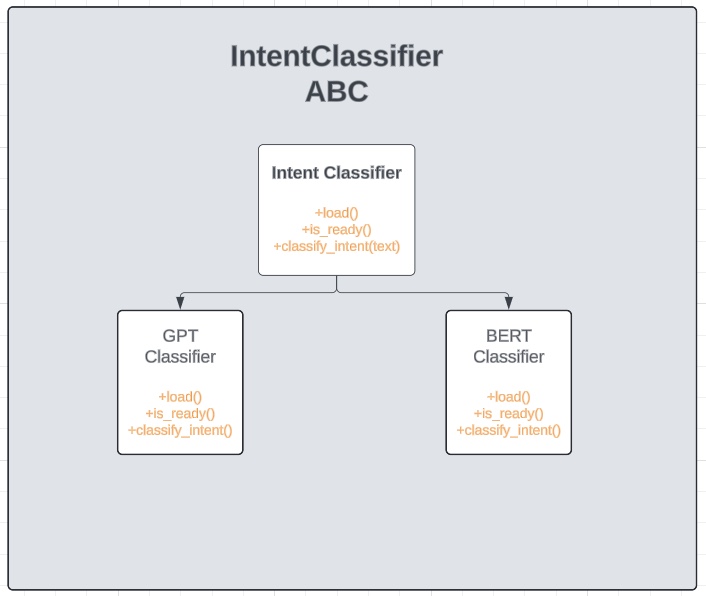 IntentClassifier
ABC
Intent Classifier
+load()
+is_ready()
+classify_intent(text)
GPT
Classifier
+load()
+is_ready()
+classify_intent()
BERT
Classifier
+load()
+is_ready()
+classify_intent()